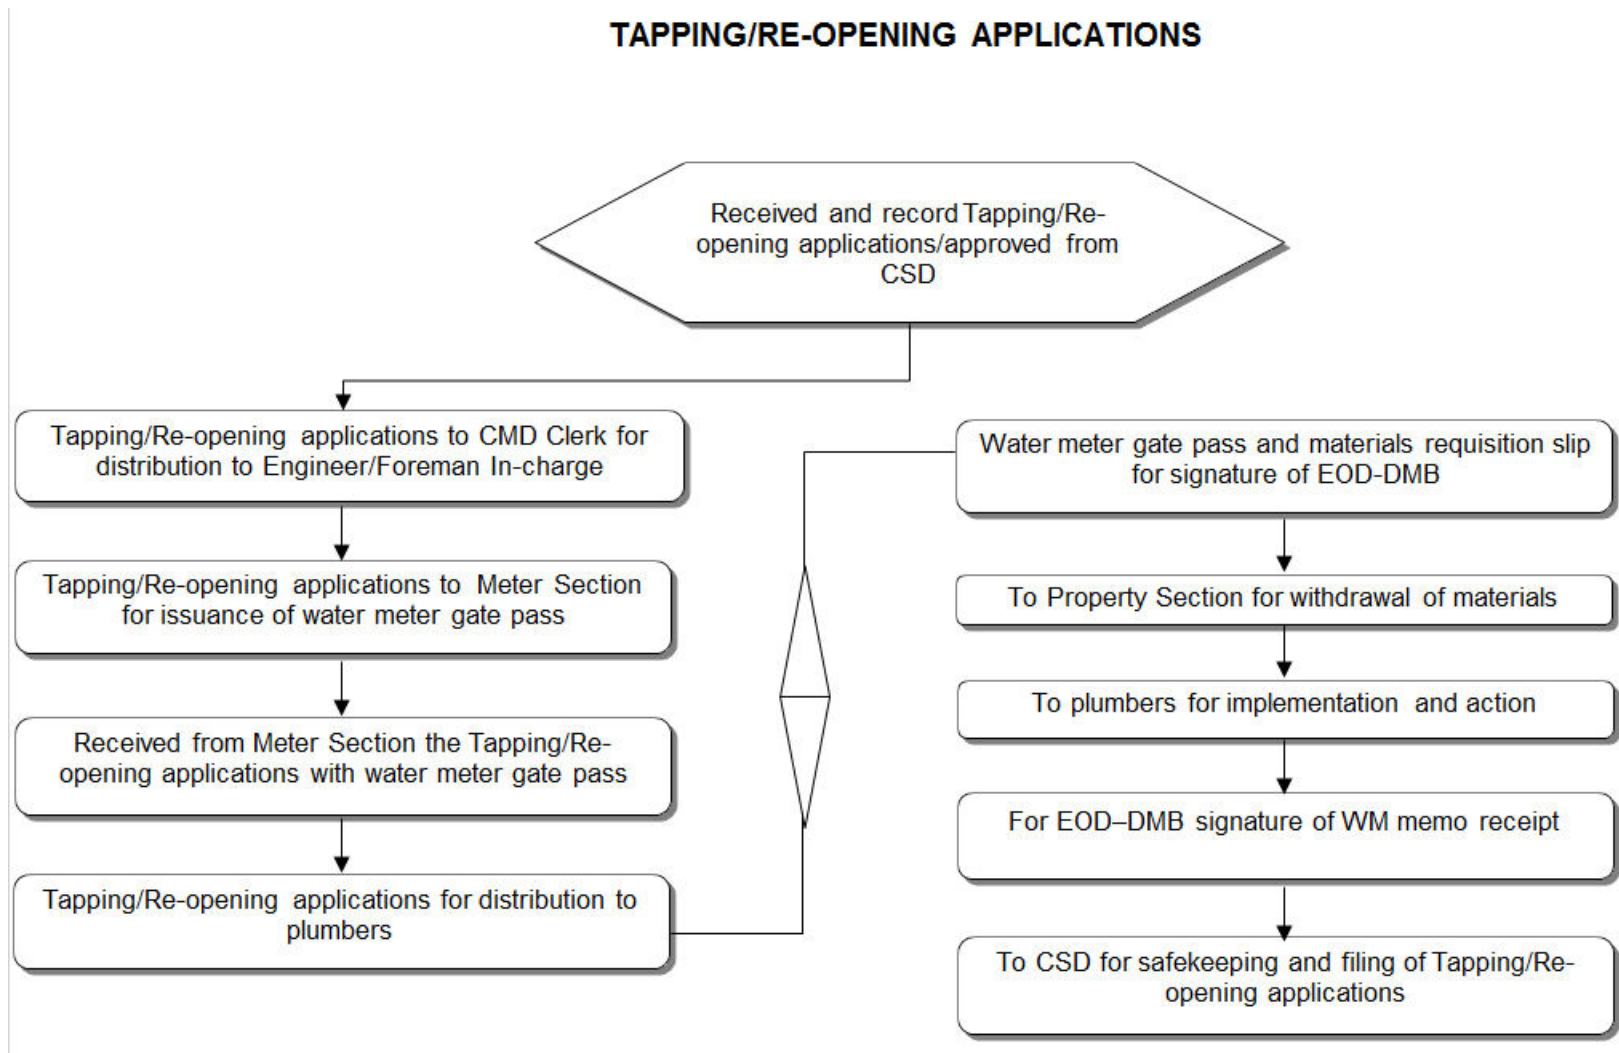 TAPPING/RE-OPENING APPLICATIONS
Received and record Tapping/Re-
opening applications/approved from
CSD
Tapping/Re-opening applications to CMD Clerk for
distribution to Engineer/Foreman In-charge
Tapping/Re-opening applications to Meter Section
for issuance of water meter gate pass
Received from Meter Section the Tapping/Re-
opening applications with water meter gate pass
Tapping/Re-opening applications for distribution to
plumbers
Water meter gate pass and materials requisition slip
for signature of EOD-DMB
To Property Section for withdrawal of materials
To plumbers for implementation and action
For EOD–DMB signature of WM memo receipt
To CSD for safekeeping and filing of Tapping/Re-
opening applications